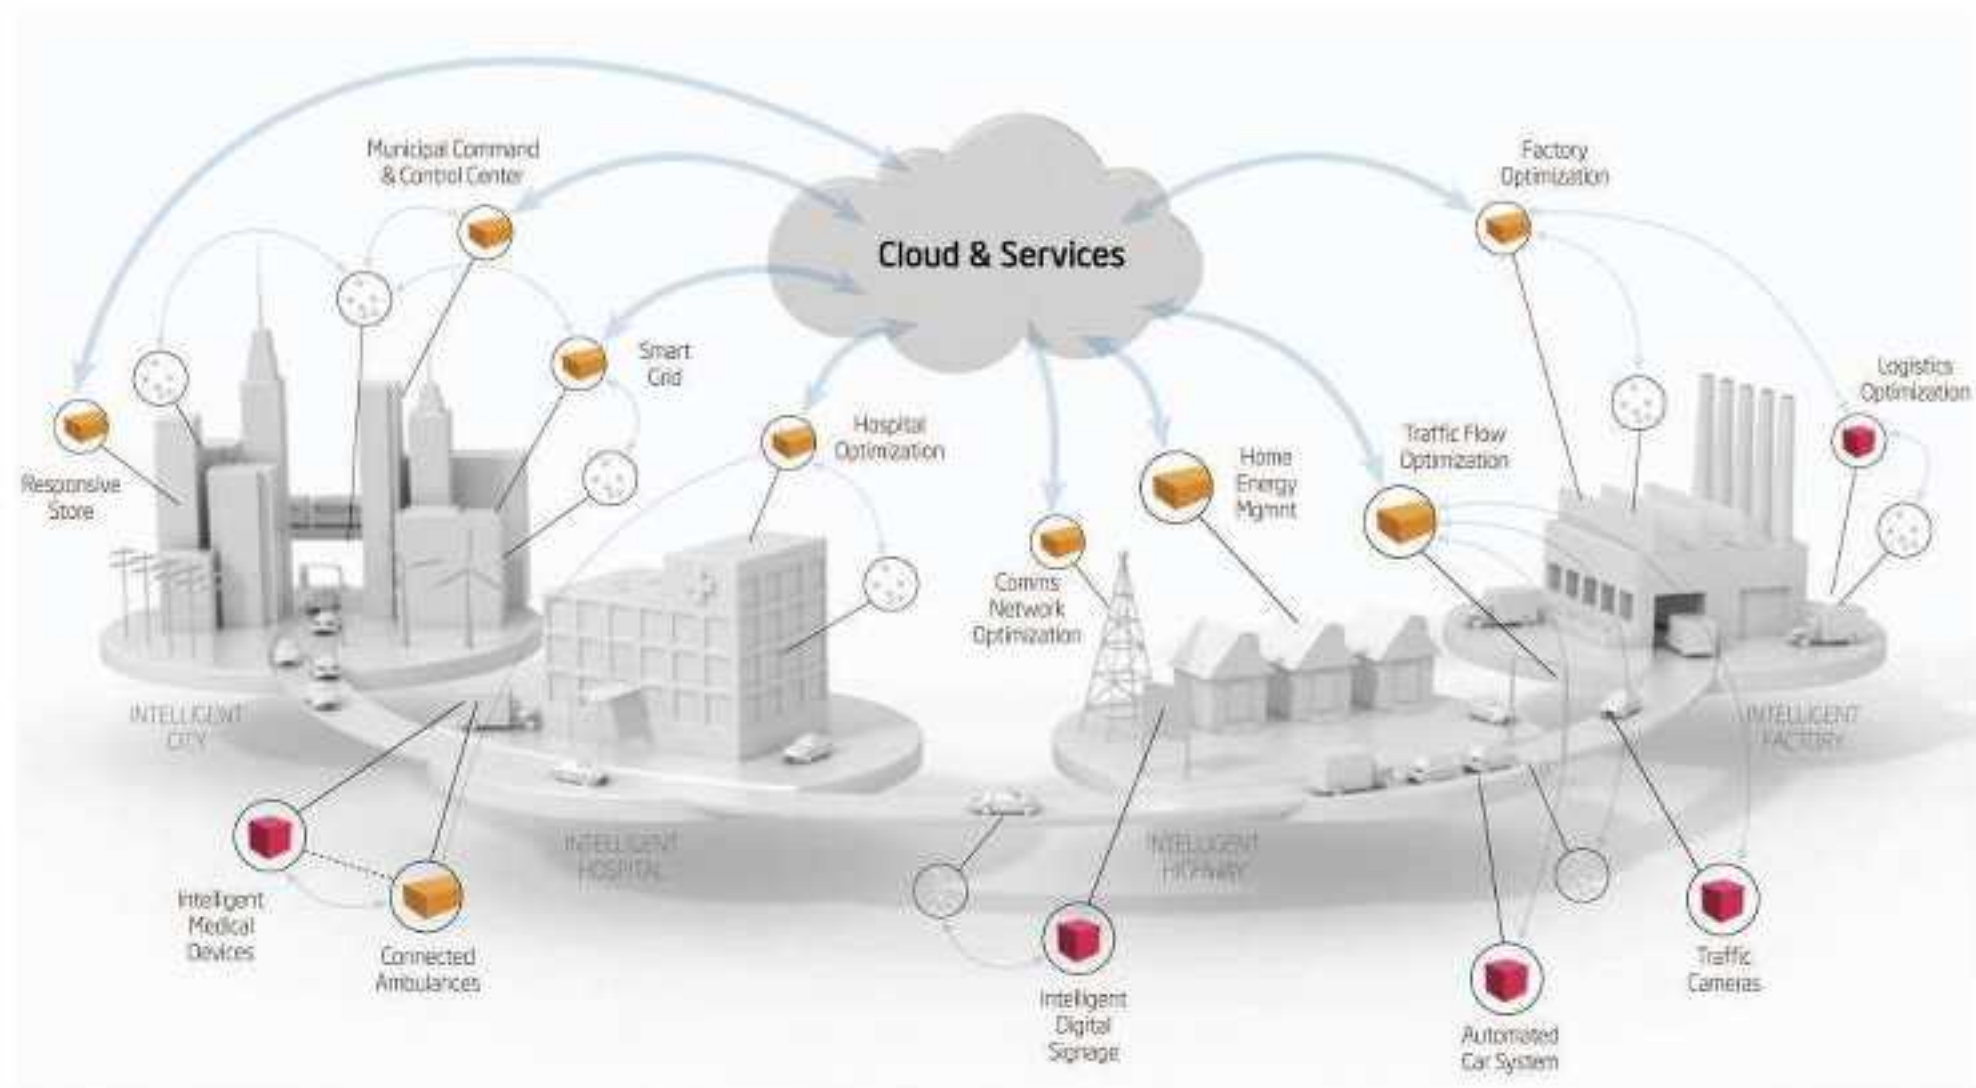 Municipal Command
& Control Center
Factory
Optimization
Cloud & Services
Smart
Grid
Logistics
Optimization
Hospital
Optimization
Traffic Flow
Optimization
Home
Energy
Mgmnt
Responsive
Store
Comms
Network
Optimization
INTELLIGENT
CITY
INTELLIGENT
FACTORY
INTELLIGENT
HOSPITAL
INTELLIGENT
HIGHWAY
Intelligent
Medical
Devices
Connected
Ambulances
Intelligent
Digital
Signage
Traffic
Cameras
Automated
Car System